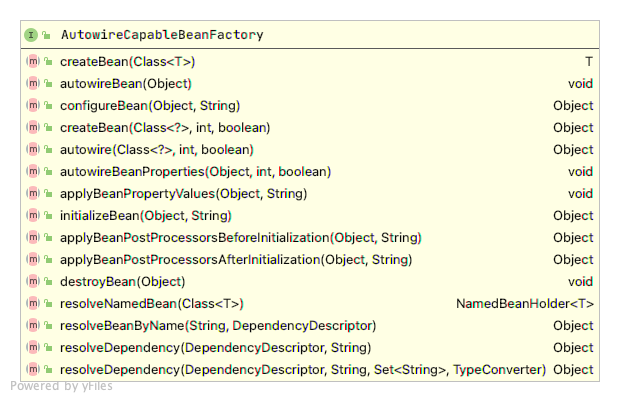 I AutowireCapableBeanFactory
m createBean(Class<T>) T
m autowireBean(Object) void
m configureBean(Object, String) Object
m createBean(Class<?>, int, boolean) Object
m autowire(Class<?>, int, boolean) Object
m autowireBeanProperties(Object, int, boolean) void
m applyBeanPropertyValues(Object, String) void
m initializeBean(Object, String) Object
m applyBeanPostProcessorsBeforeInitialization(Object, String) Object
m applyBeanPostProcessorsAfterInitialization(Object, String) Object
m destroyBean(Object) void
m resolveNamedBean(Class<T>) NamedBeanHolder<T>
m resolveBeanByName(String, DependencyDescriptor) Object
m resolveDependency(DependencyDescriptor, String) Object
m resolveDependency(DependencyDescriptor, String, Set<String>, TypeConverter) Object
Powered by yFiles